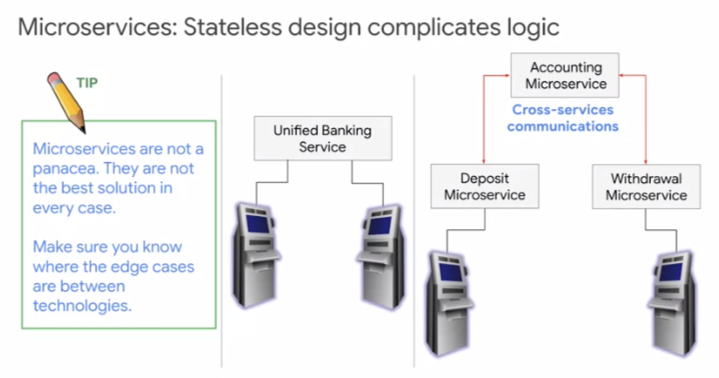 Microservices: Stateless design complicates logic
TIP
Microservices are not a
panacea. They are not
the best solution in
every case.
Make sure you know
where the edge cases
are between
technologies.
Unified Banking
Service
Accounting
Microservice
Cross-services
communications
Deposit
Microservice
Withdrawal
Microservice